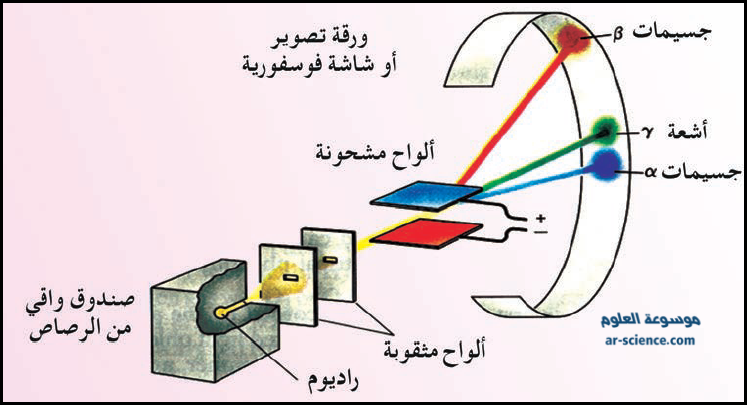 ورقة تصوير
أو شاشة فوسفورية
جسيمات β
أشعة γ
جسيمات α
ألواح مشحونة
+
−
صندوق واقي
من الرصاص
ألواح مثقوبة
راديوم
موسوعة العلوم
ar-science.com